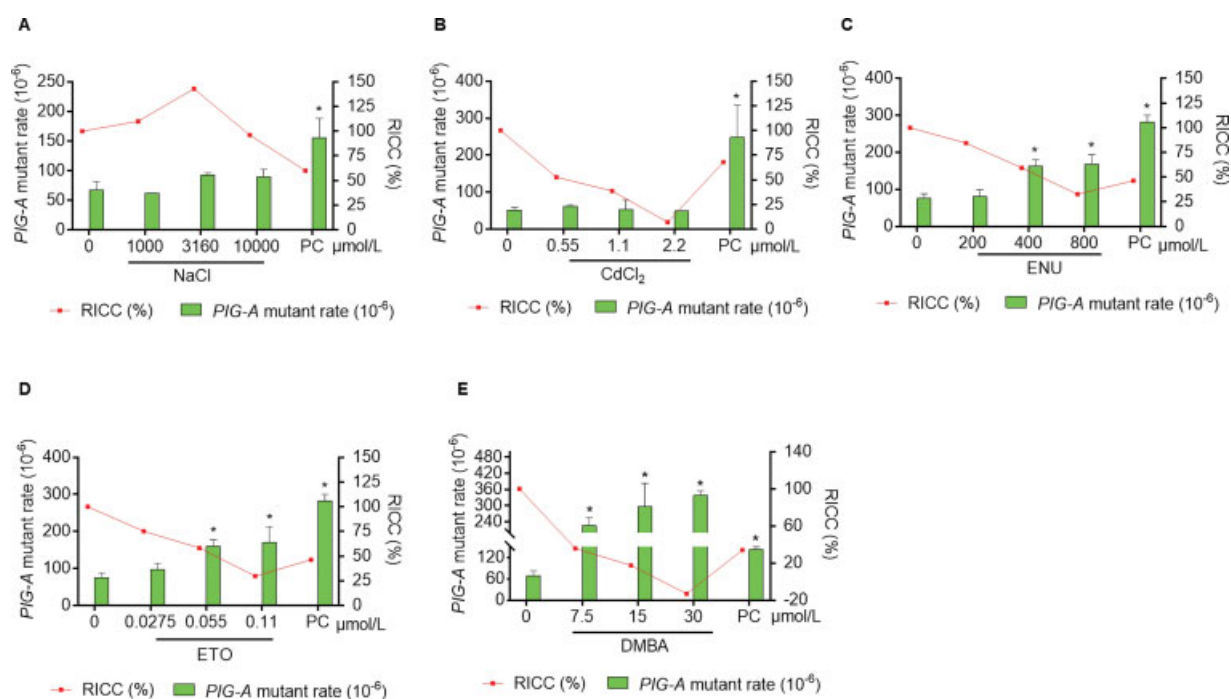 A
PIG-A mutant rate (10⁻⁶)
250
200
150
100
50
0
150
125
100
75
50
25
0
RICC (%)
*
0 1000 3160 10000 PC μmol/L
NaCl
RICC (%) PIG-A mutant rate (10⁻⁶)
B
PIG-A mutant rate (10⁻⁶)
400
300
200
100
0
150
125
100
75
50
25
0
RICC (%)
*
0 0.55 1.1 2.2 PC μmol/L
CdCl₂
RICC (%) PIG-A mutant rate (10⁻⁶)
C
PIG-A mutant rate (10⁻⁶)
400
300
200
100
0
150
125
100
75
50
25
0
RICC (%)
* * *
0 200 400 800 PC μmol/L
ENU
RICC (%) PIG-A mutant rate (10⁻⁶)
D
PIG-A mutant rate (10⁻⁶)
400
300
200
100
0
150
125
100
75
50
25
0
RICC (%)
* * *
0 0.0275 0.055 0.11 PC μmol/L
ETO
RICC (%) PIG-A mutant rate (10⁻⁶)
E
PIG-A mutant rate (10⁻⁶)
480
420
360
300
240
120
60
0
140
100
60
20
-20
RICC (%)
* * * *
0 7.5 15 30 PC μmol/L
DMBA
RICC (%) PIG-A mutant rate (10⁻⁶)